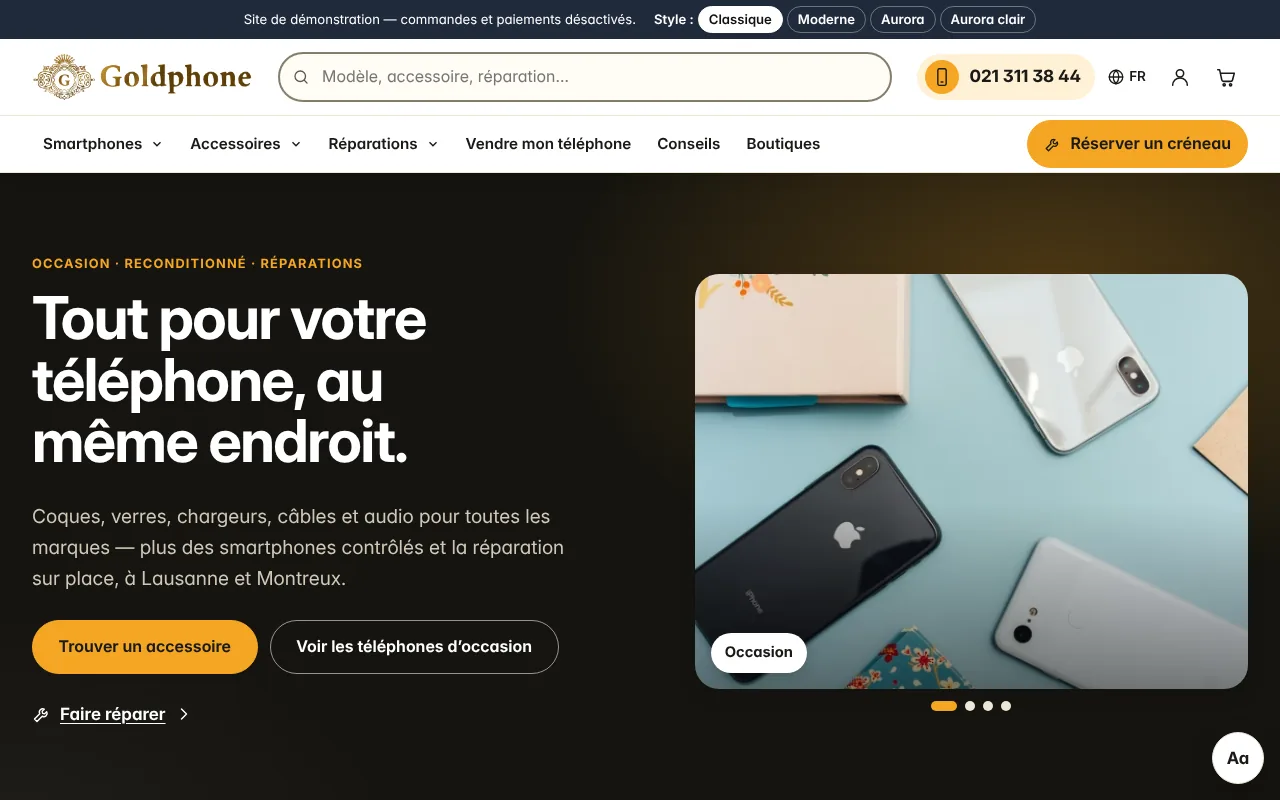 Site de démonstration — commandes et paiements désactivés. Style : Classique Moderne Aurora Aurora clair
G Goldphone
Modèle, accessoire, réparation...
021 311 38 44
FR
Smartphones Accessoires Réparations Vendre mon téléphone Conseils Boutiques
Réserver un créneau
OCCASION · RECONDITIONNÉ · RÉPARATIONS
Tout pour votre
téléphone, au
même endroit.
Coques, verres, chargeurs, câbles et audio pour toutes les
marques — plus des smartphones contrôlés et la réparation
sur place, à Lausanne et Montreux.
Trouver un accessoire
Voir les téléphones d’occasion
Faire réparer
iPhone
Occasion
Aa